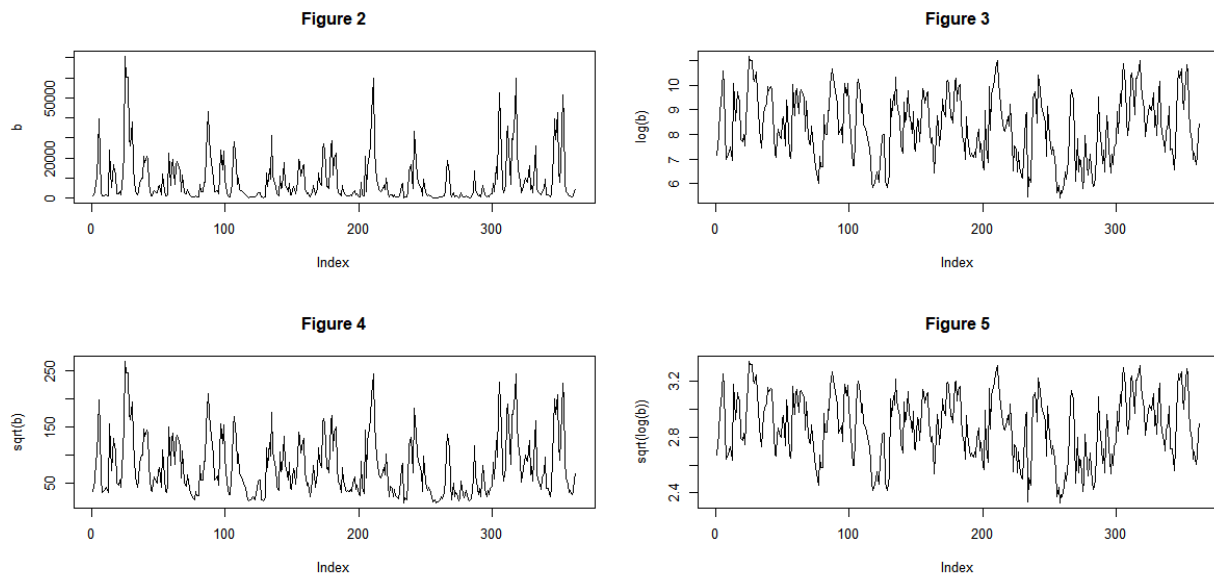 Figure 2
b
0 20000 50000
0 100 200 300
Index
Figure 3
log(b)
6 7 8 9 10
0 100 200 300
Index
Figure 4
sqrt(b)
50 150 250
0 100 200 300
Index
Figure 5
sqrt(log(b))
2.4 2.8 3.2
0 100 200 300
Index